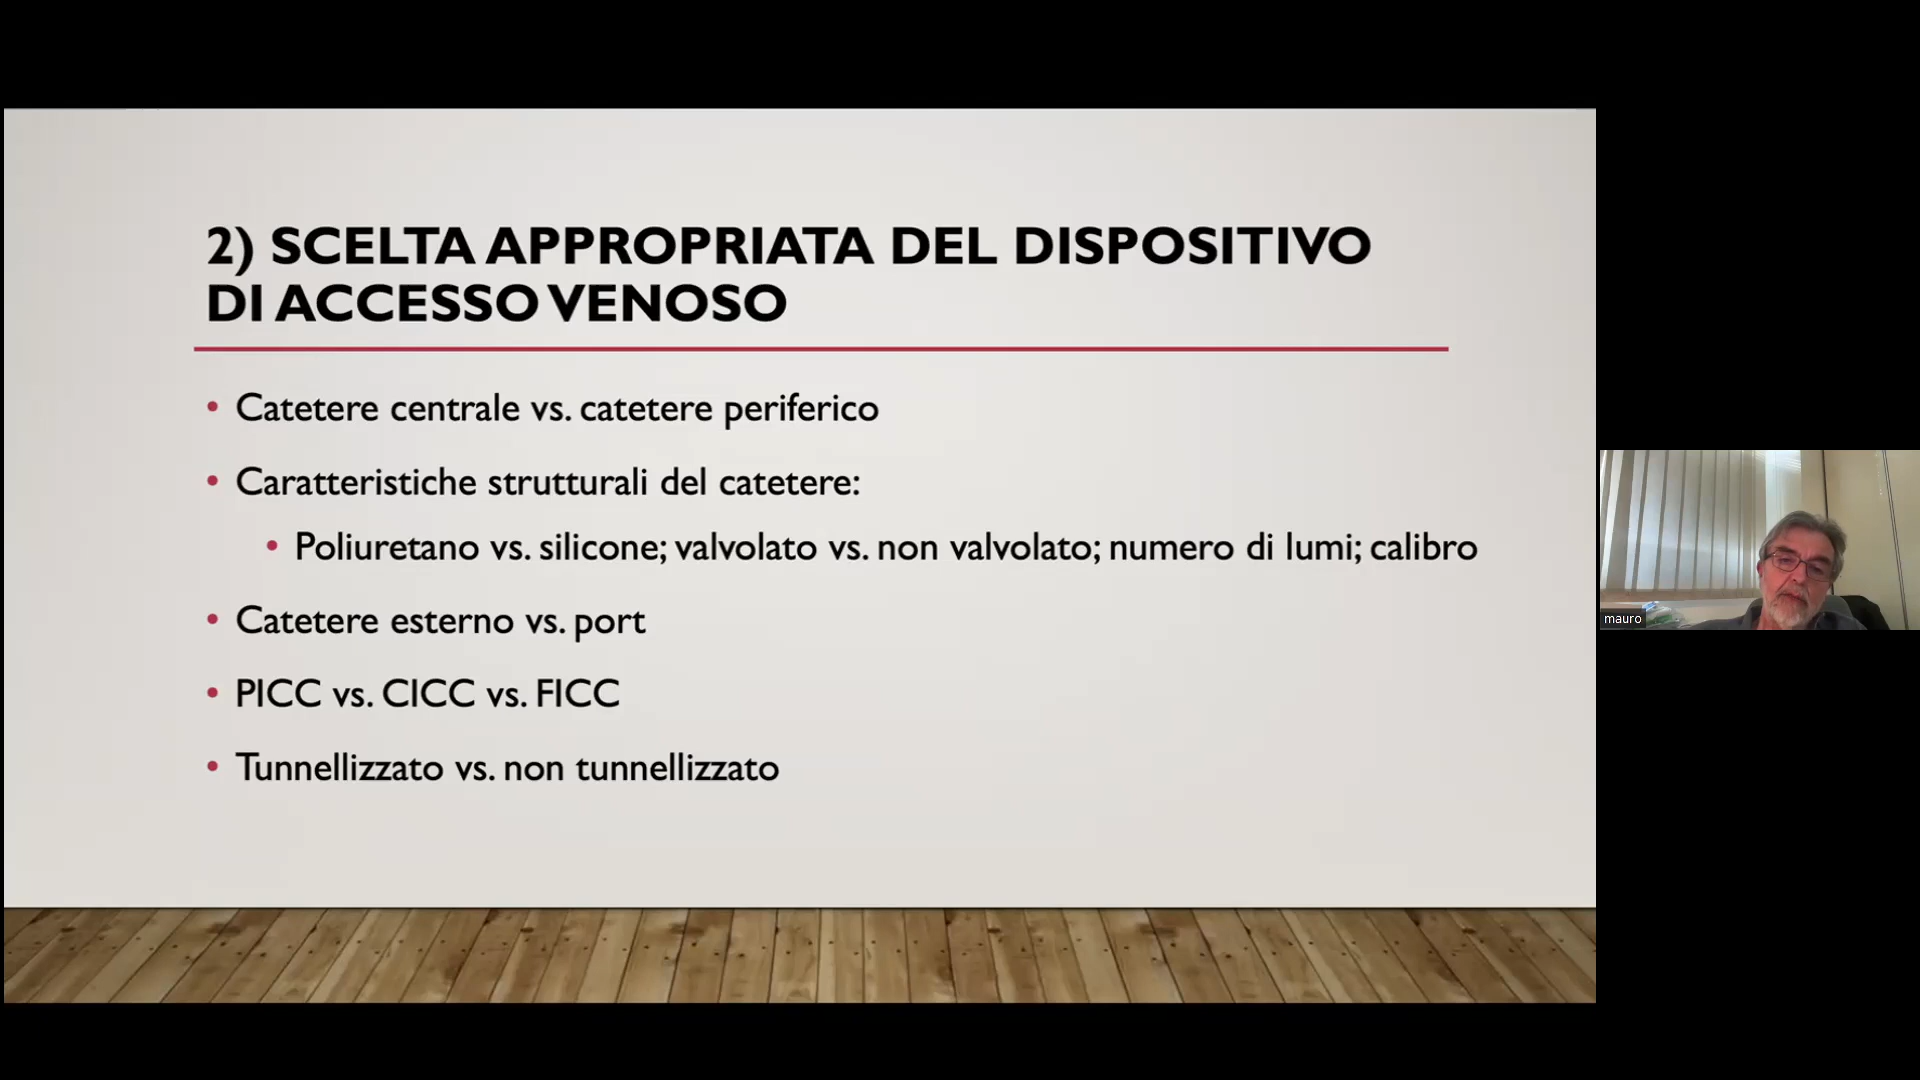 2) SCELTA APPROPRIATA DEL DISPOSITIVO
DI ACCESSO VENOSO
• Catetere centrale vs. catetere periferico
• Caratteristiche strutturali del catetere:
• Poliuretano vs. silicone; valvolato vs. non valvolato; numero di lumi; calibro
• Catetere esterno vs. port
• PICC vs. CICC vs. FICC
• Tunnellizzato vs. non tunnellizzato
mauro